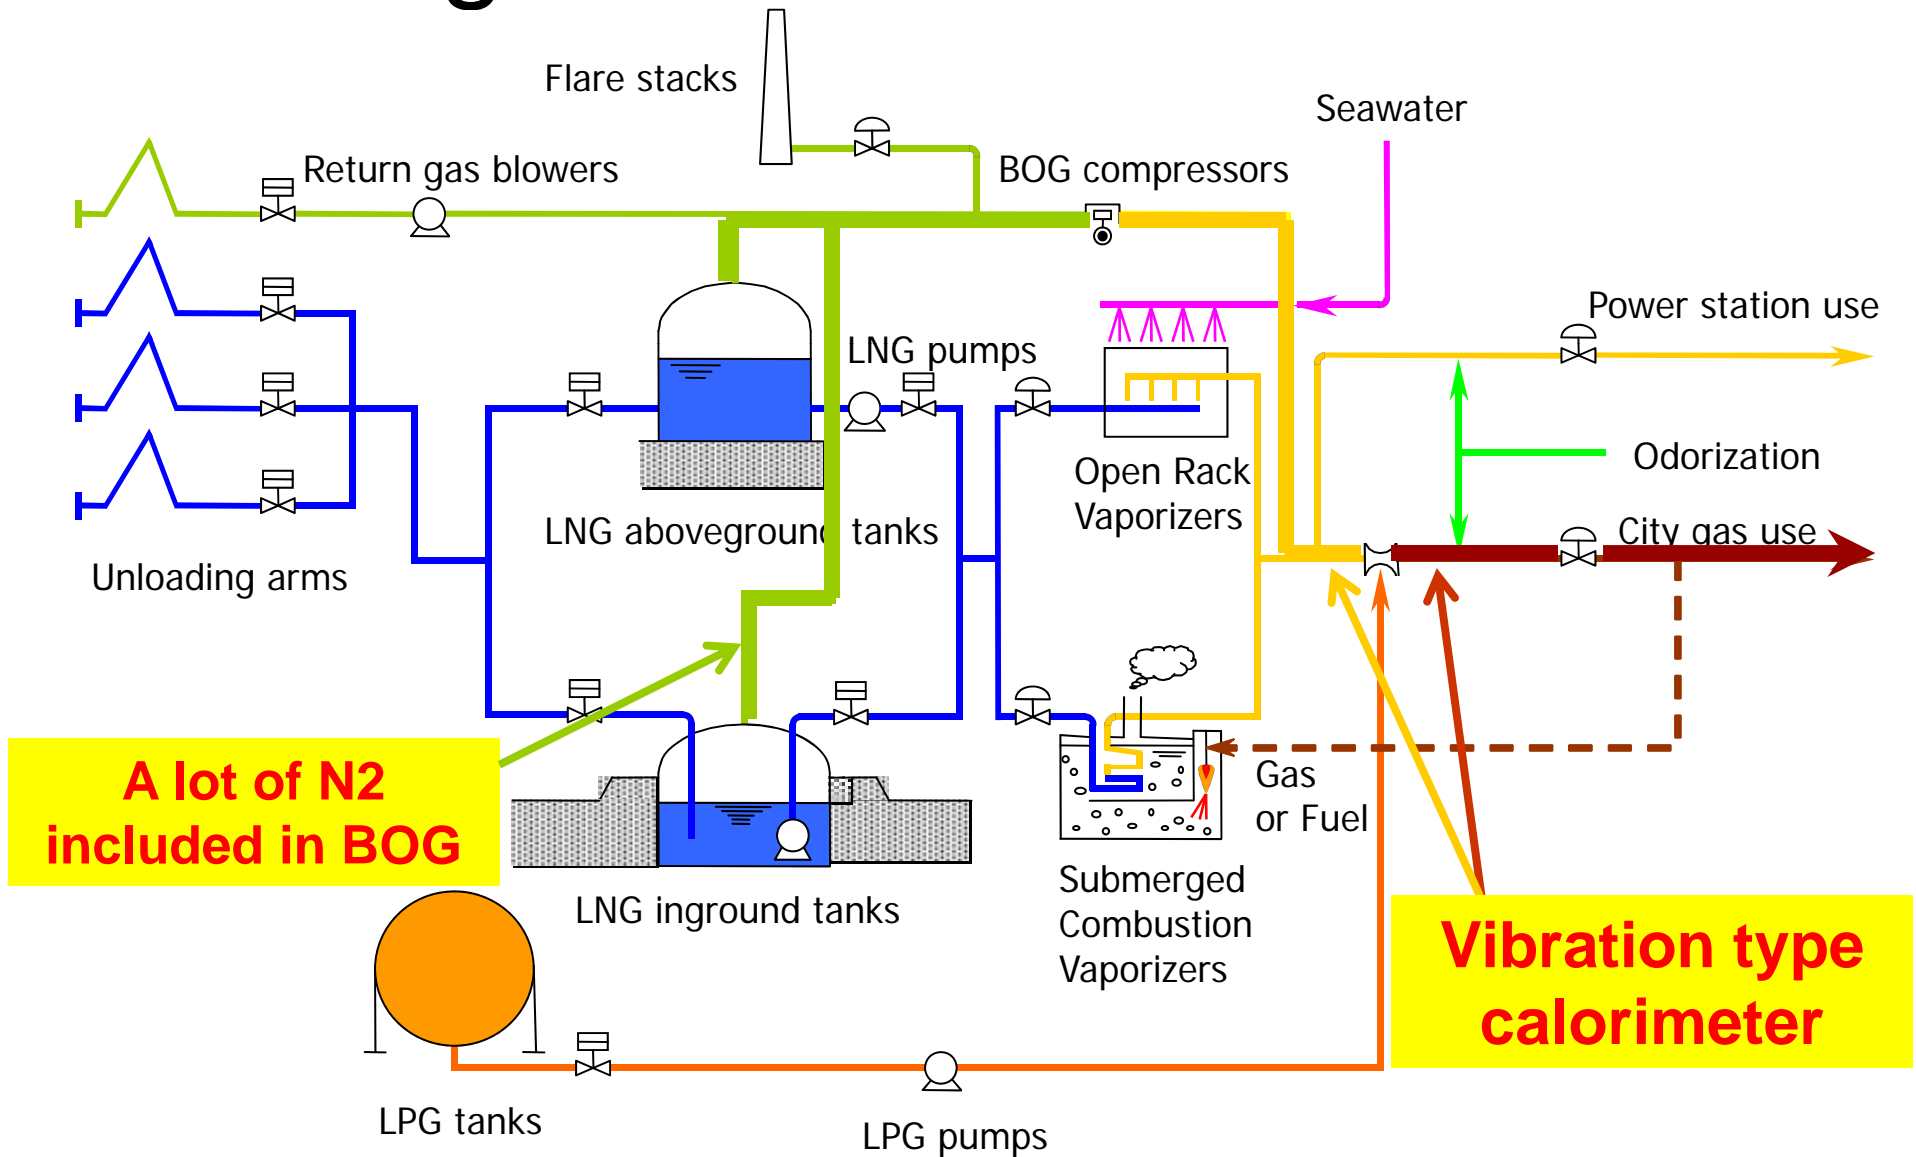 Flare stacks
Seawater
Return gas blowers
BOG compressors
Power station use
LNG pumps
Odorization
Open Rack
Vaporizers
LNG aboveground tanks
City gas use
Unloading arms
A lot of N2
included in BOG
Gas
or Fuel
Submerged
Combustion
Vaporizers
LNG inground tanks
Vibration type
calorimeter
LPG tanks
LPG pumps